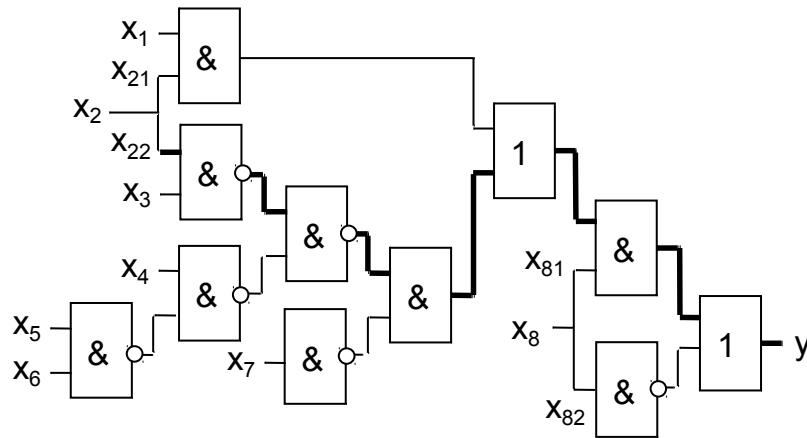 x₁
&
x₂₁
x₂
1
x₂₂
&
x₃
&
&
x₄
&
x₈₁
&
x₅
&
x₆
x₇
&
x₈
1
y
&
x₈₂